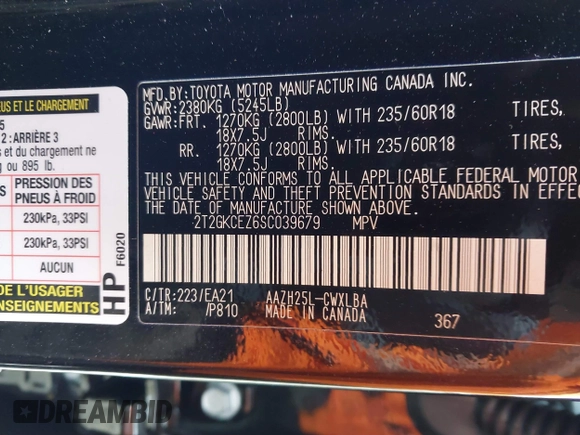 EUS ET LE CHARGEMENT
5
2 : ARRIÈRE 3
s et du chargement ne
g ou 895 lb.
S PRESSION DES
PNEUS À FROID
230kPa, 33PSI
230kPa, 33PSI
AUCUN
DE L'USAGER
ENSEIGNEMENTS
HP F6020
MFD.BY:TOYOTA MOTOR MANUFACTURING CANADA INC.
GVWR:2380KG (5245LB)
GAWR:FRT. 1270KG (2800LB) WITH 235/60R18 TIRES,
18X7.5J RIMS.
RR. 1270KG (2800LB) WITH 235/60R18 TIRES,
18X7.5J RIMS.
THIS VEHICLE CONFORMS TO ALL APPLICABLE FEDERAL MOTOR
VEHICLE SAFETY AND THEFT PREVENTION STANDARDS IN EFFE
THE DATE OF MANUFACTURE SHOWN ABOVE.
2T2GKCEZ6SC039679 MPV
C/TR:223/EA21 AAZH25L-CWXLBA
A/TM: /P810 MADE IN CANADA 367
DREAMBID